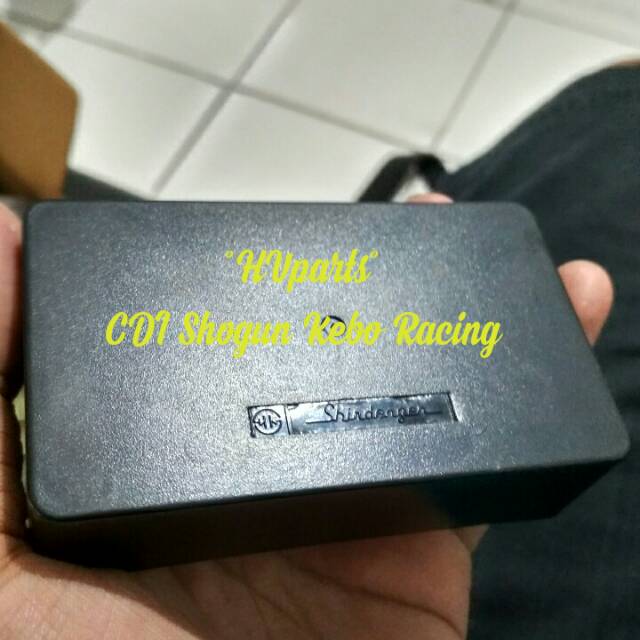 "HVparts"
CDI Shogun Kebo Racing
Shindengen